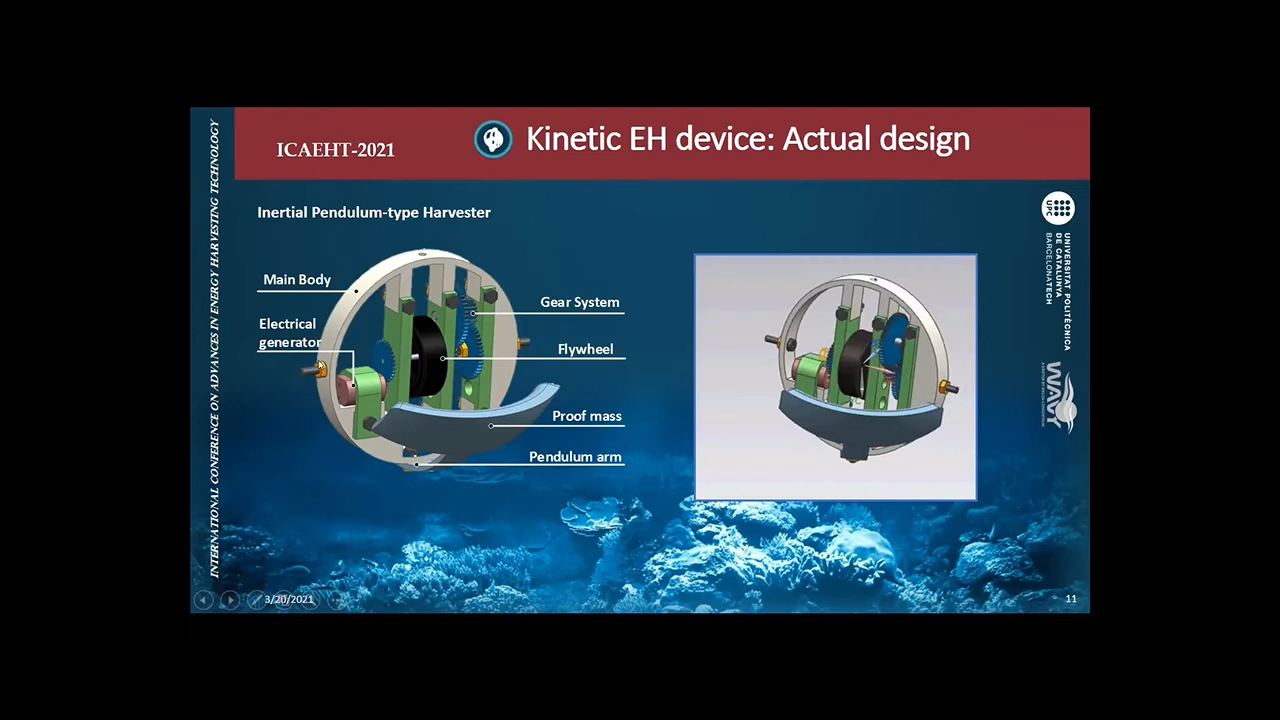 ICAEHT-2021
Kinetic EH device: Actual design
INTERNATIONAL CONFERENCE ON ADVANCES IN ENERGY HARVESTING TECHNOLOGY
Inertial Pendulum-type Harvester
Main Body
Electrical
generator
Gear System
Flywheel
Proof mass
Pendulum arm
UPC
UNIVERSITAT POLITÈCNICA
DE CATALUNYA
BARCELONATECH
WAVY
3/20/2021
11